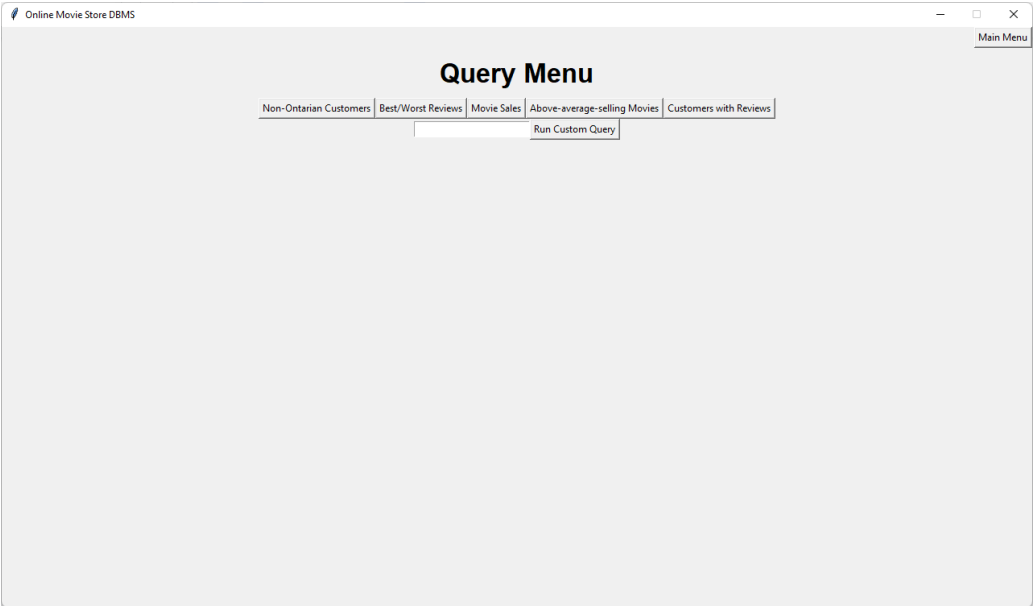 Online Movie Store DBMS
Main Menu
Query Menu
Non-Ontarian Customers Best/Worst Reviews Movie Sales Above-average-selling Movies Customers with Reviews
Run Custom Query